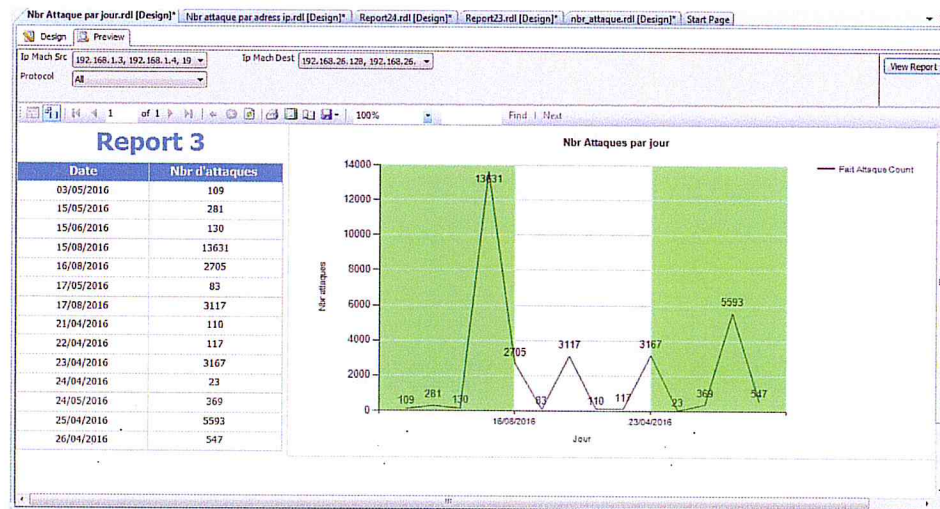 Nbr Attaque par jour.rdl [Design]* Nbr attaque par adress ip.rdl [Design]* Report24.rdl [Design]* Report23.rdl [Design]* nbr_attaque.rdl [Design]* Start Page
Design Preview
Ip Mach Src 192.168.1.3, 192.168.1.4, 19 Ip Mach Dest 192.168.26.128, 192.168.26. View Report
Protocol All
1 of 1 100% Find | Next
Report 3
Date Nbr d'attaques
03/05/2016 109
15/05/2016 281
15/06/2016 130
15/08/2016 13631
16/08/2016 2705
17/05/2016 83
17/08/2016 3117
21/04/2016 110
22/04/2016 117
23/04/2016 3167
24/04/2016 23
24/05/2016 369
25/04/2016 5593
26/04/2016 547
Nbr Attaques par jour
Fait Attaque Count
Nbr attaques
14000
12000
10000
8000
6000
4000
2000
0
109 281 130 13631 2705 83 3117 110 117 3167 23 369 5593 547
16/08/2016 23/04/2016
Jour